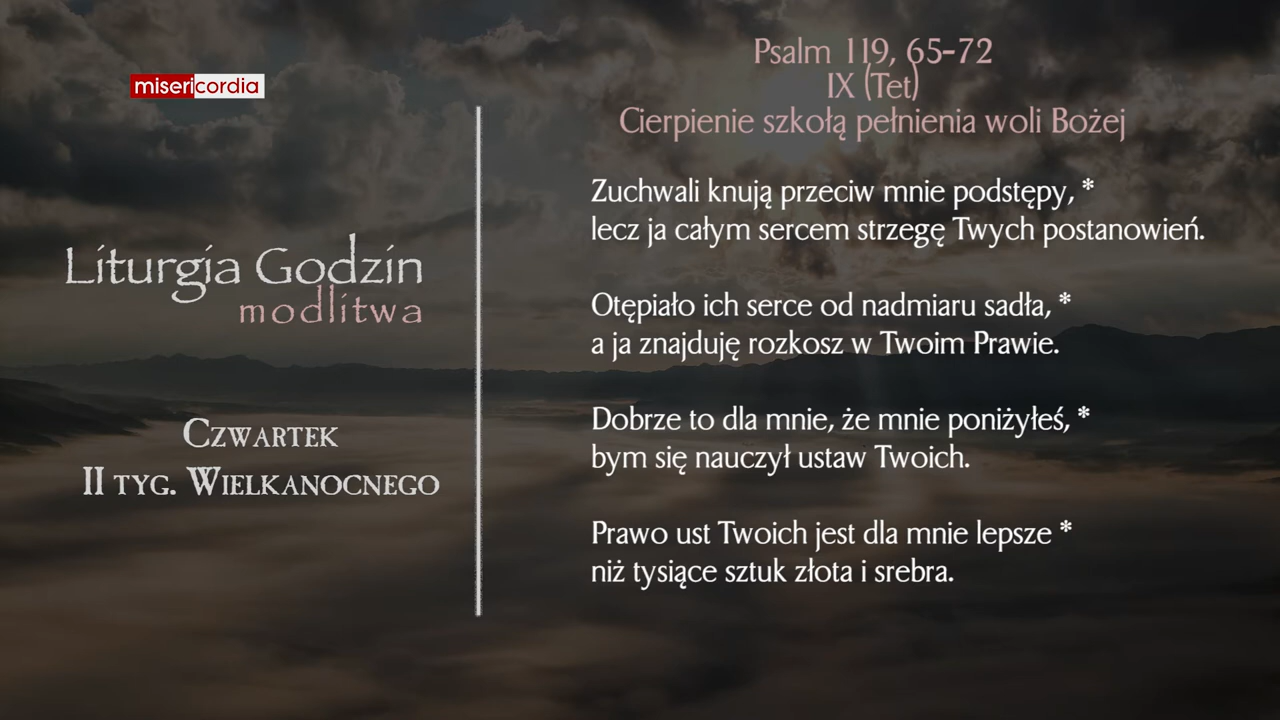 misericordia
Liturgia Godzin
modlitwa
Czwartek
II tyg. Wielkanocnego
Psalm 119, 65-72
IX (Tet)
Cierpienie szkołą pełnienia woli Bożej
Zuchwali knują przeciw mnie podstępy, *
lecz ja całym sercem strzegę Twych postanowień.
Otępiało ich serce od nadmiaru sadła, *
a ja znajduję rozkosz w Twoim Prawie.
Dobrze to dla mnie, że mnie poniżyłeś, *
bym się nauczył ustaw Twoich.
Prawo ust Twoich jest dla mnie lepsze *
niż tysiące sztuk złota i srebra.